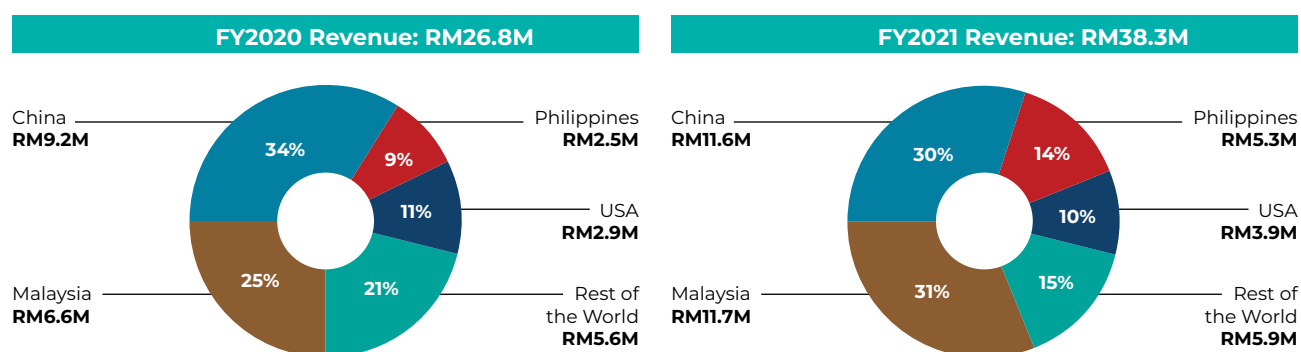 FY2020 Revenue: RM26.8M
China
RM9.2M
Philippines
RM2.5M
34%
9%
11%
USA
RM2.9M
25%
21%
Malaysia
RM6.6M
Rest of
the World
RM5.6M
FY2021 Revenue: RM38.3M
China
RM11.6M
Philippines
RM5.3M
30%
14%
10%
USA
RM3.9M
31%
15%
Malaysia
RM11.7M
Rest of
the World
RM5.9M